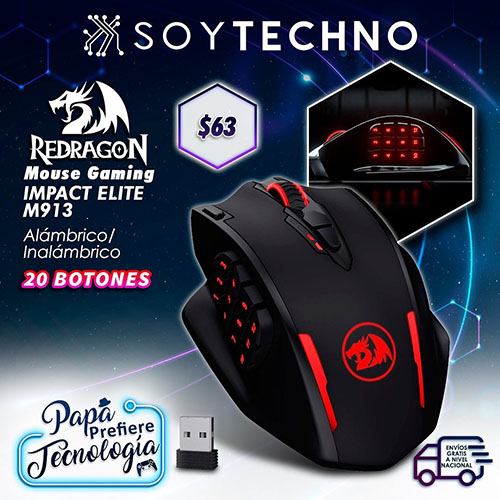 SOYTECHNO
$63
REDRAGON
Mouse Gaming
IMPACT ELITE
M913
Alámbrico/
Inalámbrico
20 BOTONES
Papá
Prefiere
Tecnología
ENVÍOS
GRATIS
A NIVEL
NACIONAL